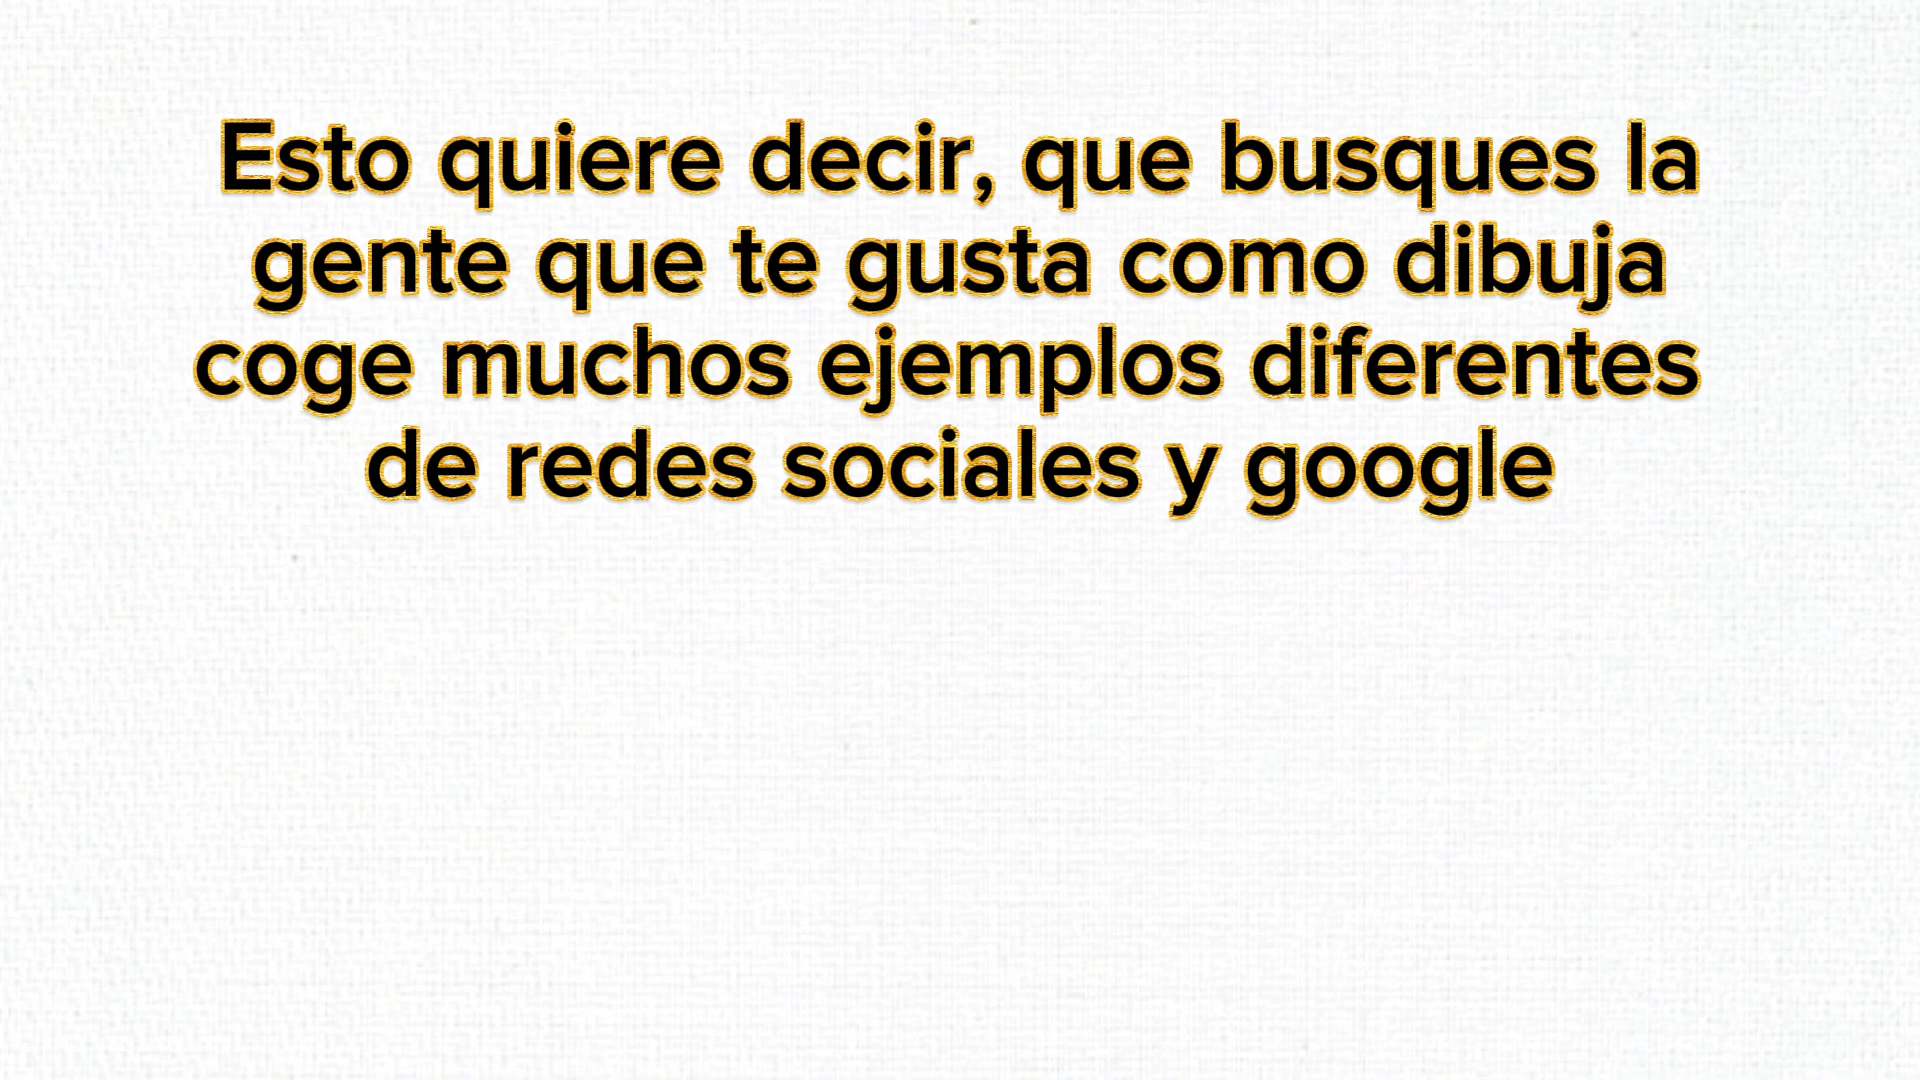 Esto quiere decir, que busques la
gente que te gusta como dibuja
coge muchos ejemplos diferentes
de redes sociales y google